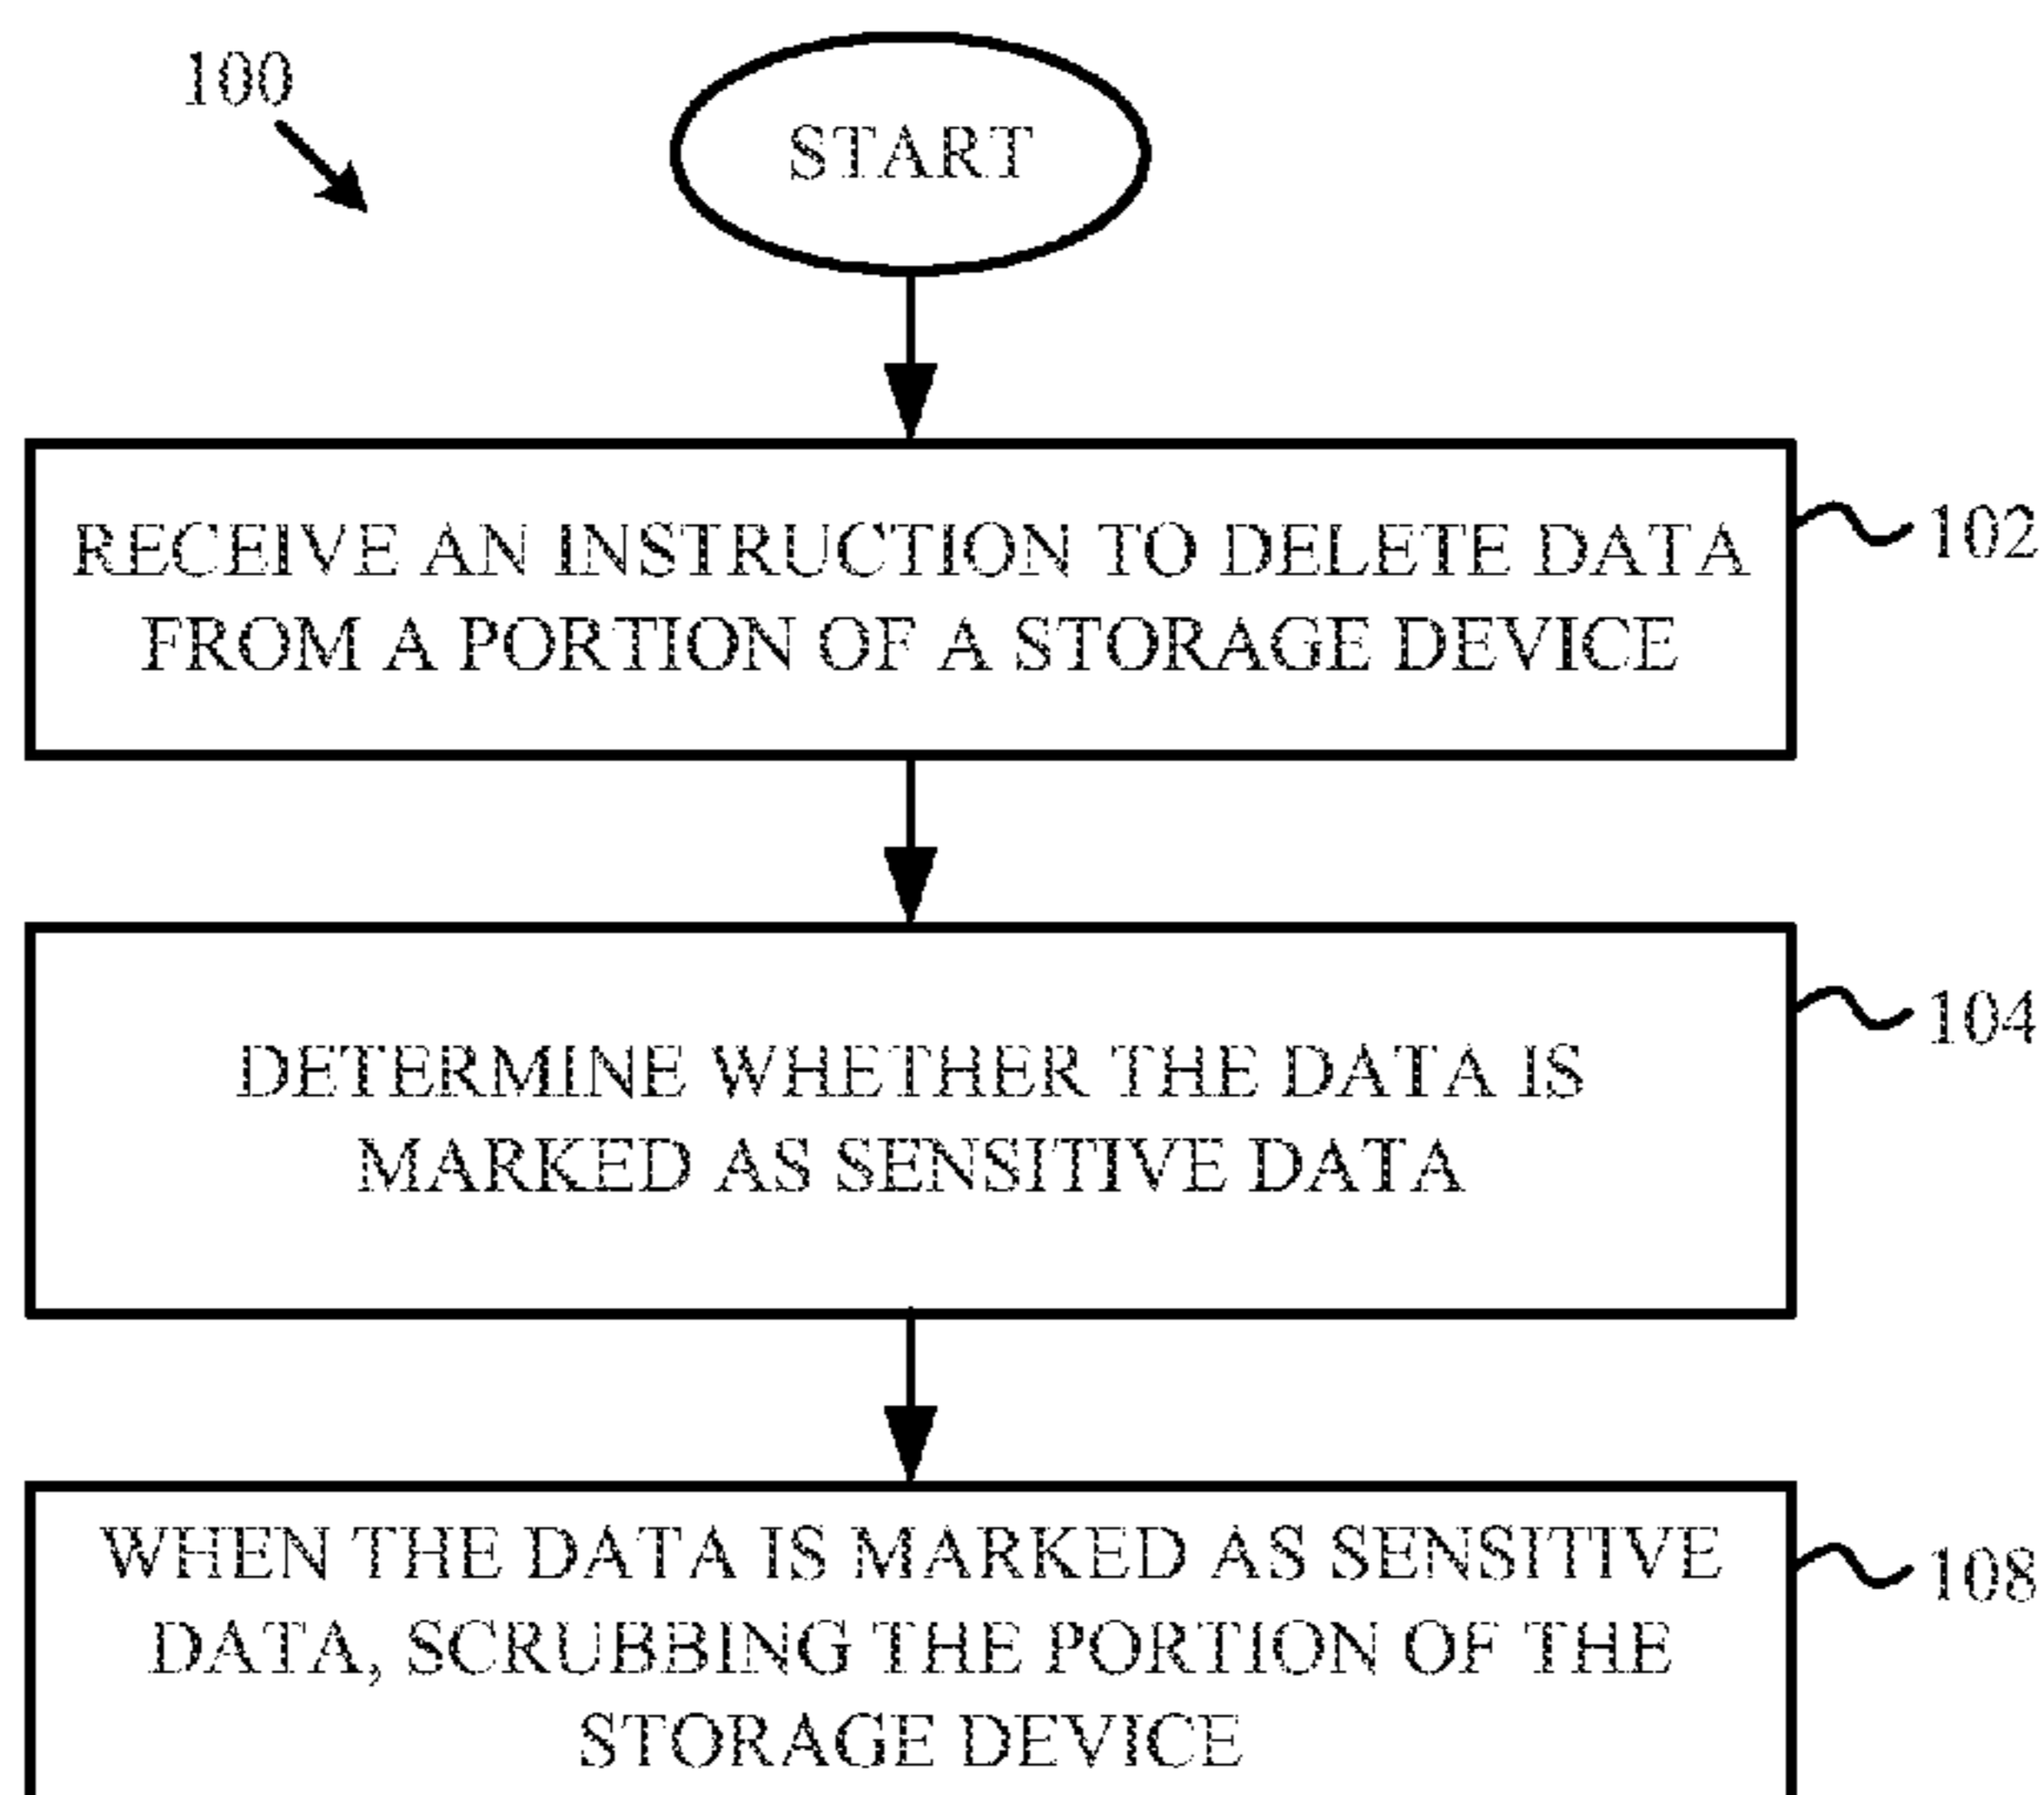 100
START
RECEIVE AN INSTRUCTION TO DELETE DATA
FROM A PORTION OF A STORAGE DEVICE
102
DETERMINE WHETHER THE DATA IS
MARKED AS SENSITIVE DATA
104
WHEN THE DATA IS MARKED AS SENSITIVE
DATA, SCRUBBING THE PORTION OF THE
STORAGE DEVICE
108